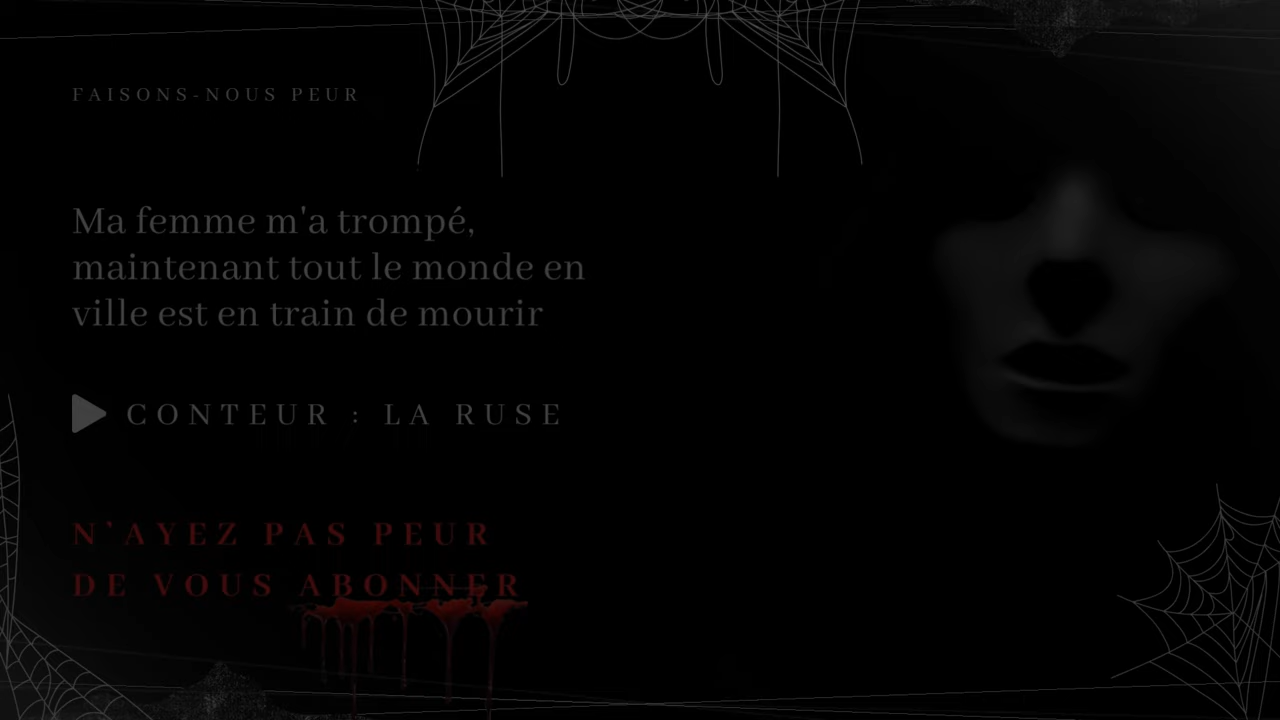 FAISONS-NOUS PEUR
Ma femme m'a trompé,
maintenant tout le monde en
ville est en train de mourir
CONTEUR : LA RUSE
N'AYEZ PAS PEUR
DE VOUS ABONNER